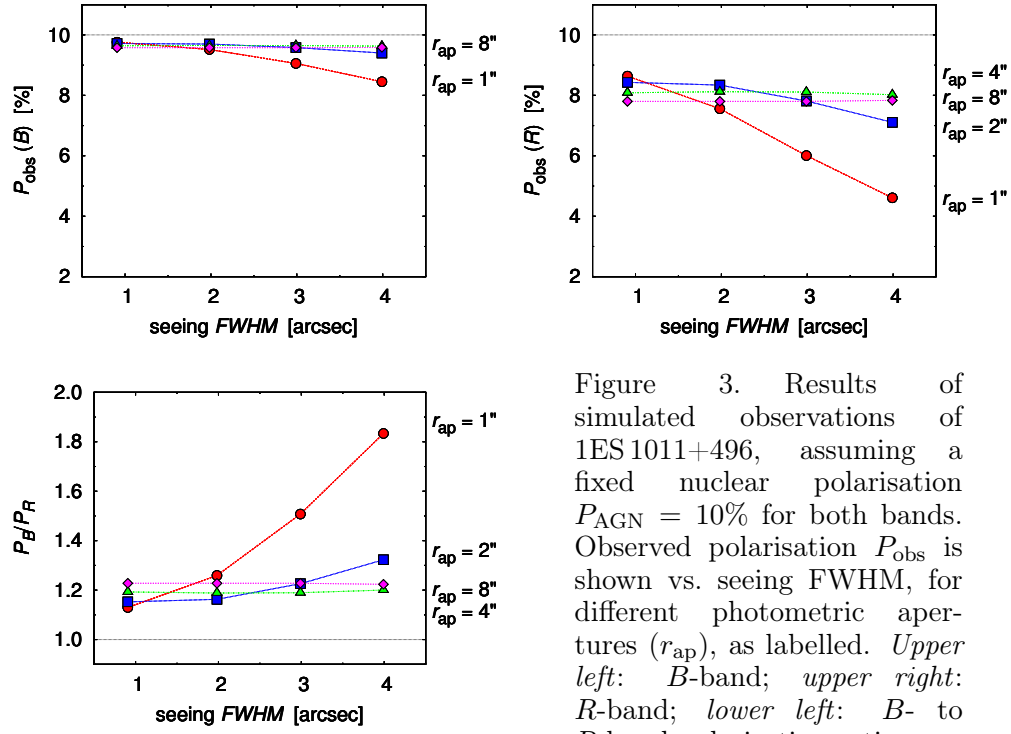 10
8
6
4
2
P_obs (B) [%]
r_ap = 8"
r_ap = 1"
1 2 3 4
seeing FWHM [arcsec]
10
8
6
4
2
P_obs (R) [%]
r_ap = 4"
r_ap = 8"
r_ap = 2"
r_ap = 1"
1 2 3 4
seeing FWHM [arcsec]
2.0
1.8
1.6
1.4
1.2
1.0
P_B/P_R
r_ap = 1"
r_ap = 2"
r_ap = 8"
r_ap = 4"
1 2 3 4
seeing FWHM [arcsec]
Figure 3. Results of
simulated observations of
1ES 1011+496, assuming a
fixed nuclear polarisation
P_AGN = 10% for both bands.
Observed polarisation P_obs is
shown vs. seeing FWHM, for
different photometric aper-
tures (r_ap), as labelled. Upper
left: B-band; upper right:
R-band; lower left: B- to